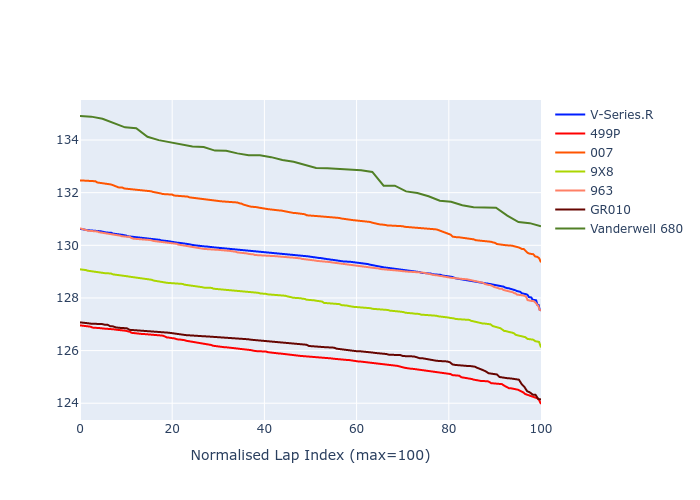 V-Series.R
499P
007
9X8
963
GR010
Vanderwell 680
134
132
130
128
126
124
0 20 40 60 80 100
Normalised Lap Index (max=100)